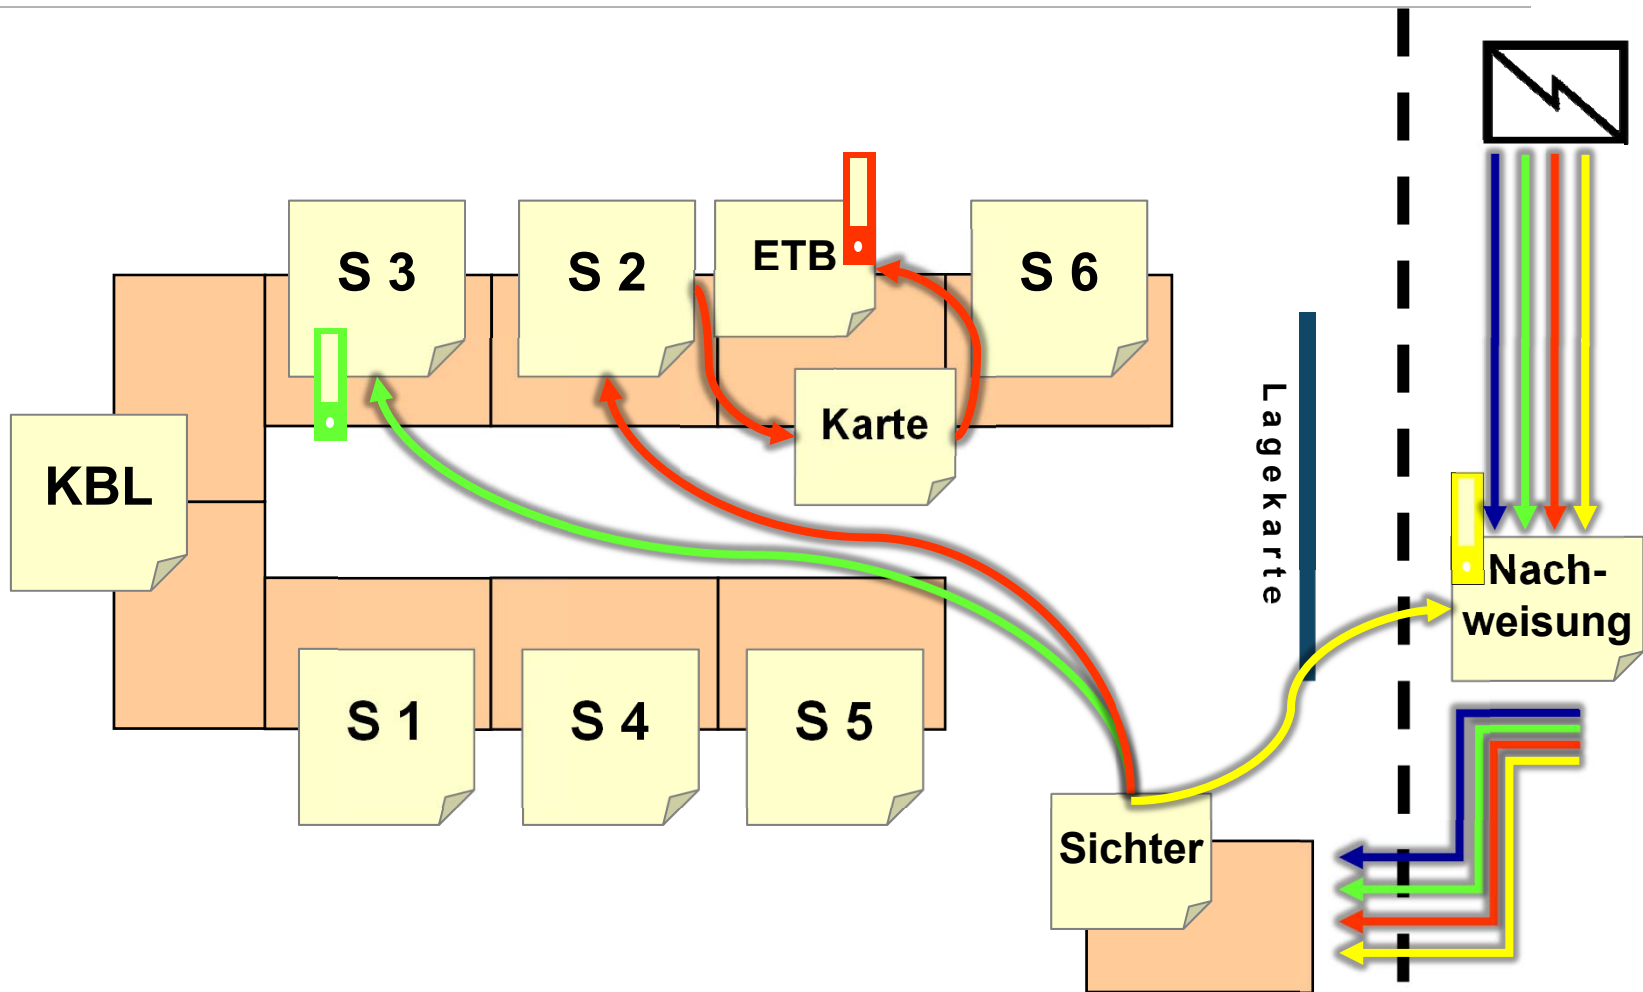 S 3
S 2
ETB
S 6
Karte
KBL
Lagekarte
Nach-
weisung
S 1
S 4
S 5
Sichter